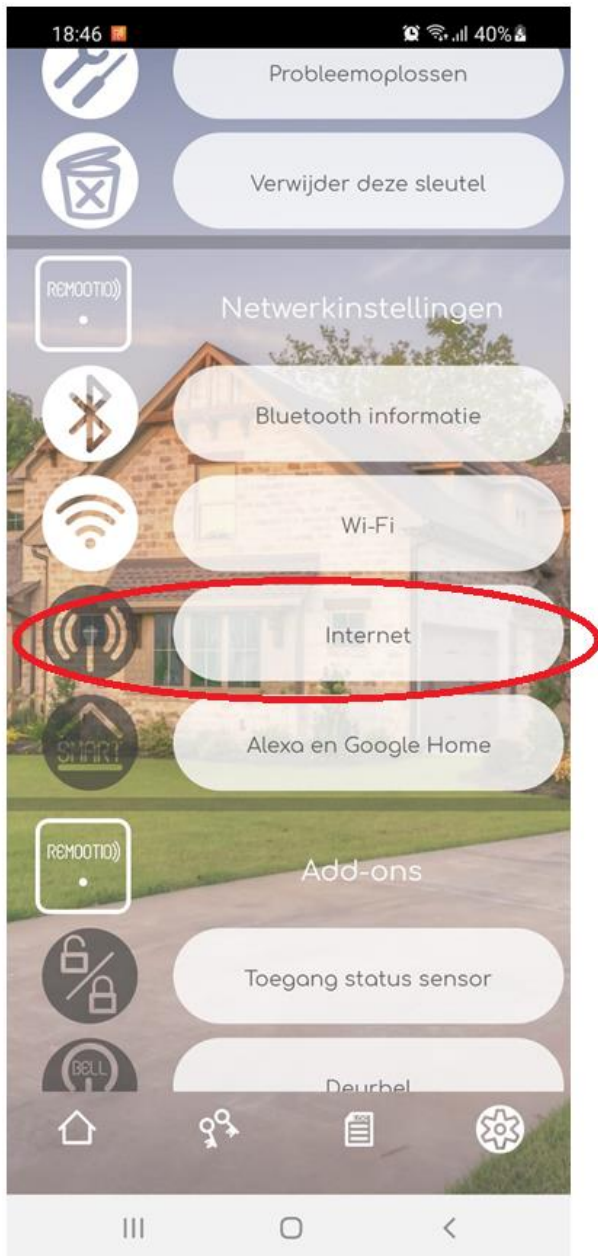 18:46 40%
Probleemoplossen
Verwijder deze sleutel
REMOOTIO
Netwerkinstellingen
Bluetooth informatie
Wi-Fi
Internet
SMART
Alexa en Google Home
REMOOTIO
Add-ons
Toegang status sensor
BELL
Deurbel